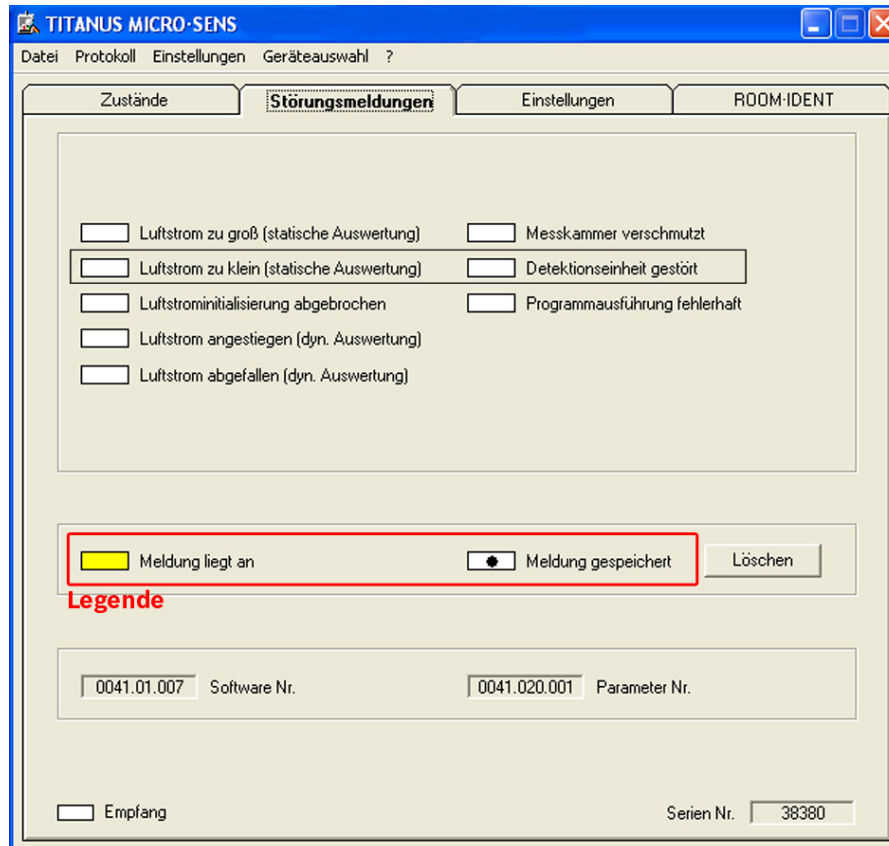 TITANUS MICRO·SENS
Datei Protokoll Einstellungen Geräteauswahl ?
Zustände Störungsmeldungen Einstellungen ROOM·IDENT
Luftstrom zu groß (statische Auswertung) Messkammer verschmutzt
Luftstrom zu klein (statische Auswertung) Detektionseinheit gestört
Luftstrominitialisierung abgebrochen Programmausführung fehlerhaft
Luftstrom angestiegen (dyn. Auswertung)
Luftstrom abgefallen (dyn. Auswertung)
Meldung liegt an Meldung gespeichert Löschen
Legende
0041.01.007 Software Nr. 0041.020.001 Parameter Nr.
Empfang Serien Nr. 38380